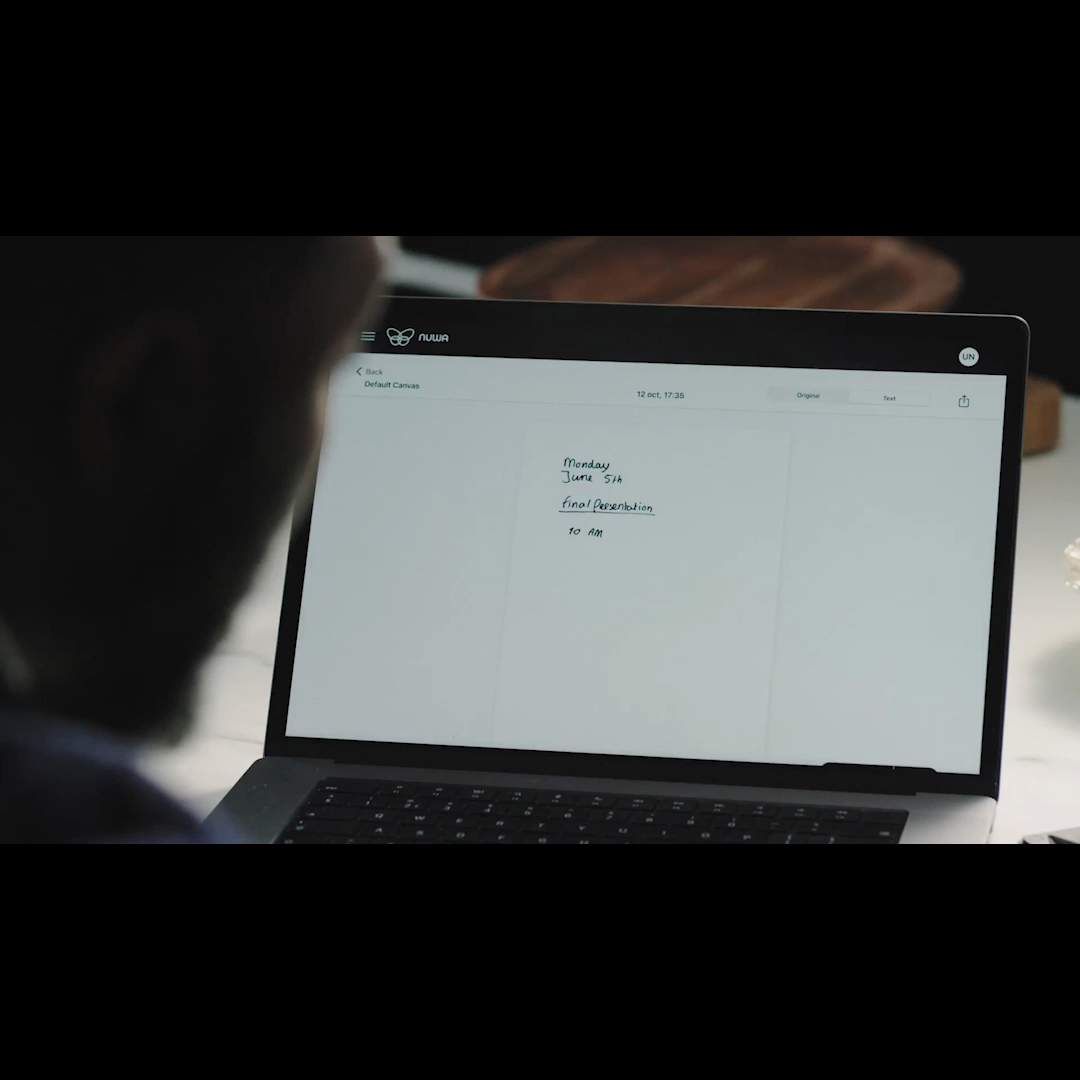 NUWA
UN
Back
Default Canvas
12 oct, 17:35
Original
Text
Monday
June 5th
final Presentation
10 AM